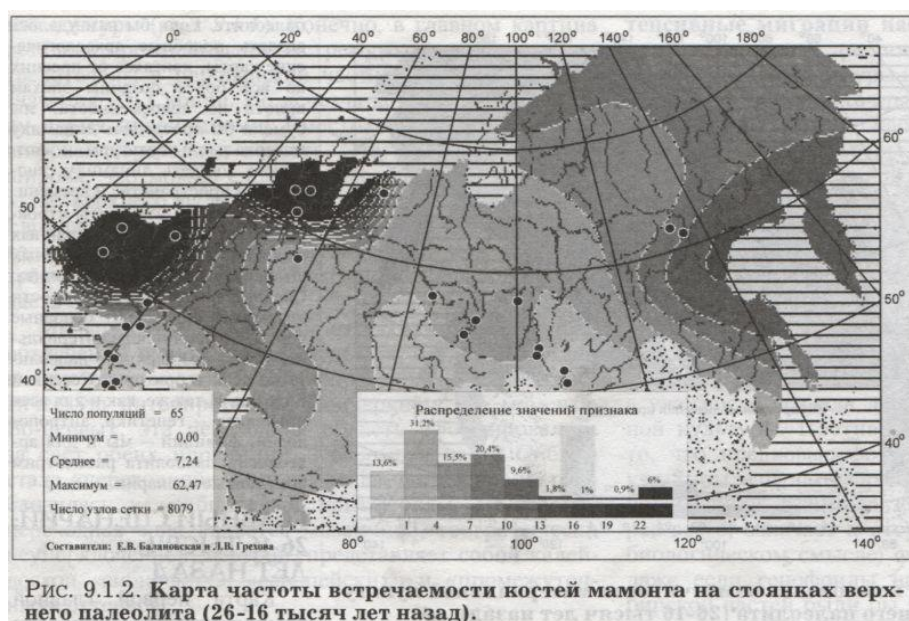 0° 20° 40° 60° 80° 100° 120° 140° 160° 180°
60°
50°
50°
40°
40°
Число популяций = 65
Минимум = 0,00
Среднее = 7,24
Максимум = 62,47
Число узлов сетки = 8079
Распределение значений признака
13,6% 31,2% 15,5% 20,4% 9,6% 1,8% 1% 0,9% 6%
1 4 7 10 13 16 19 22
Составители: Е.В. Балановская и Л.В. Грехова
80° 100° 120° 140°
Рис. 9.1.2. Карта частоты встречаемости костей мамонта на стоянках верх-
него палеолита (26-16 тысяч лет назад).